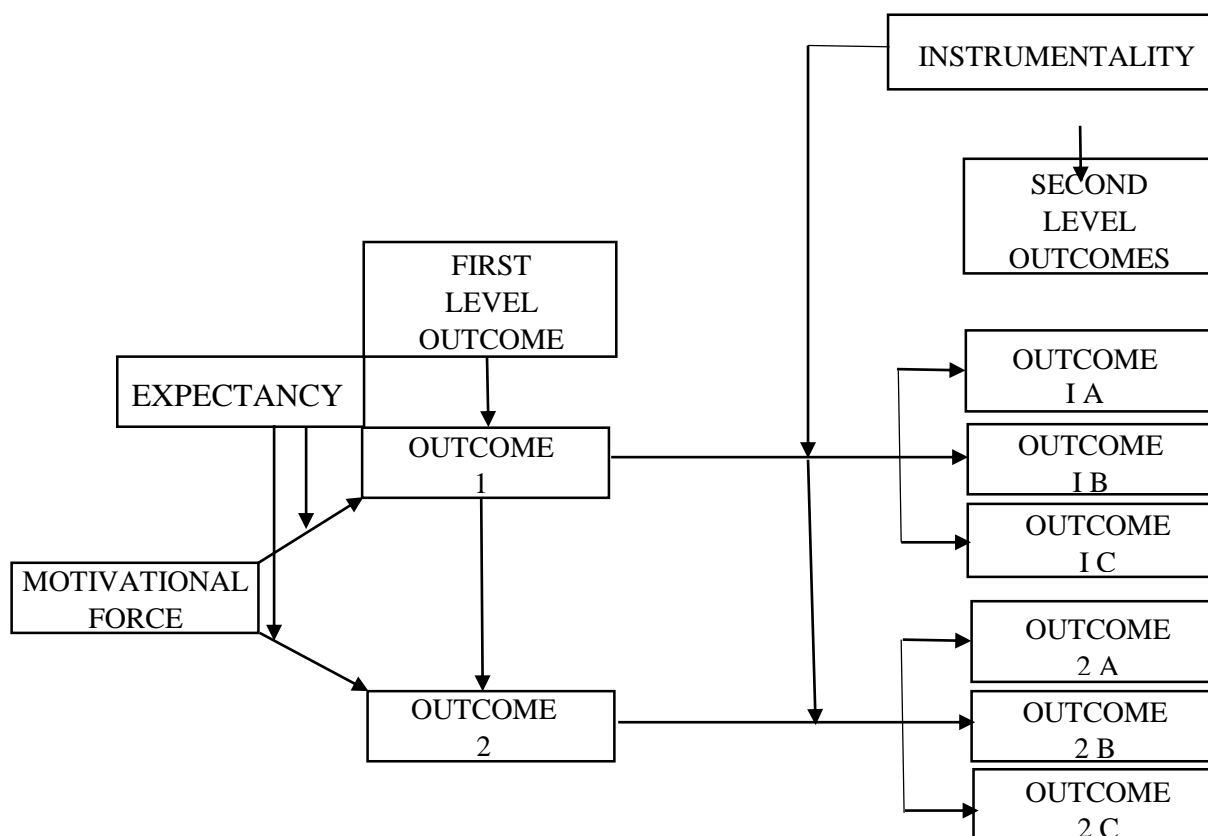 INSTRUMENTALITY
SECOND
LEVEL
OUTCOMES
FIRST
LEVEL
OUTCOME
EXPECTANCY
OUTCOME
1
MOTIVATIONAL
FORCE
OUTCOME
2
OUTCOME
I A
OUTCOME
I B
OUTCOME
I C
OUTCOME
2 A
OUTCOME
2 B
OUTCOME
2 C